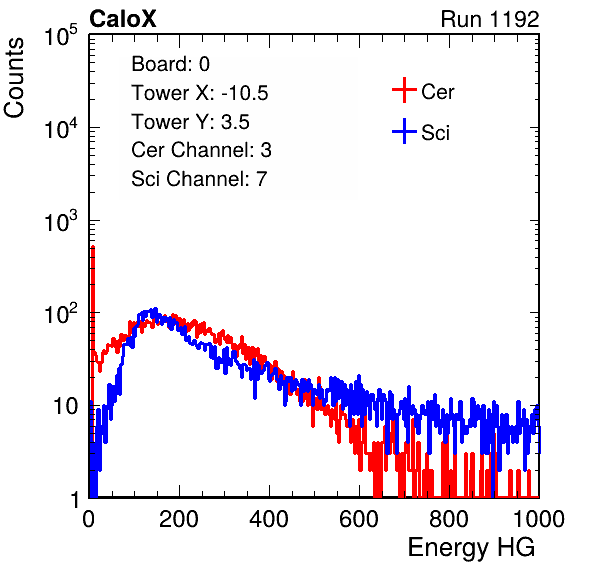 CaloX
Run 1192
Counts
10^5
10^4
10^3
10^2
10
1
Board: 0
Tower X: -10.5
Tower Y: 3.5
Cer Channel: 3
Sci Channel: 7
Cer
Sci
0 200 400 600 800 1000
Energy HG